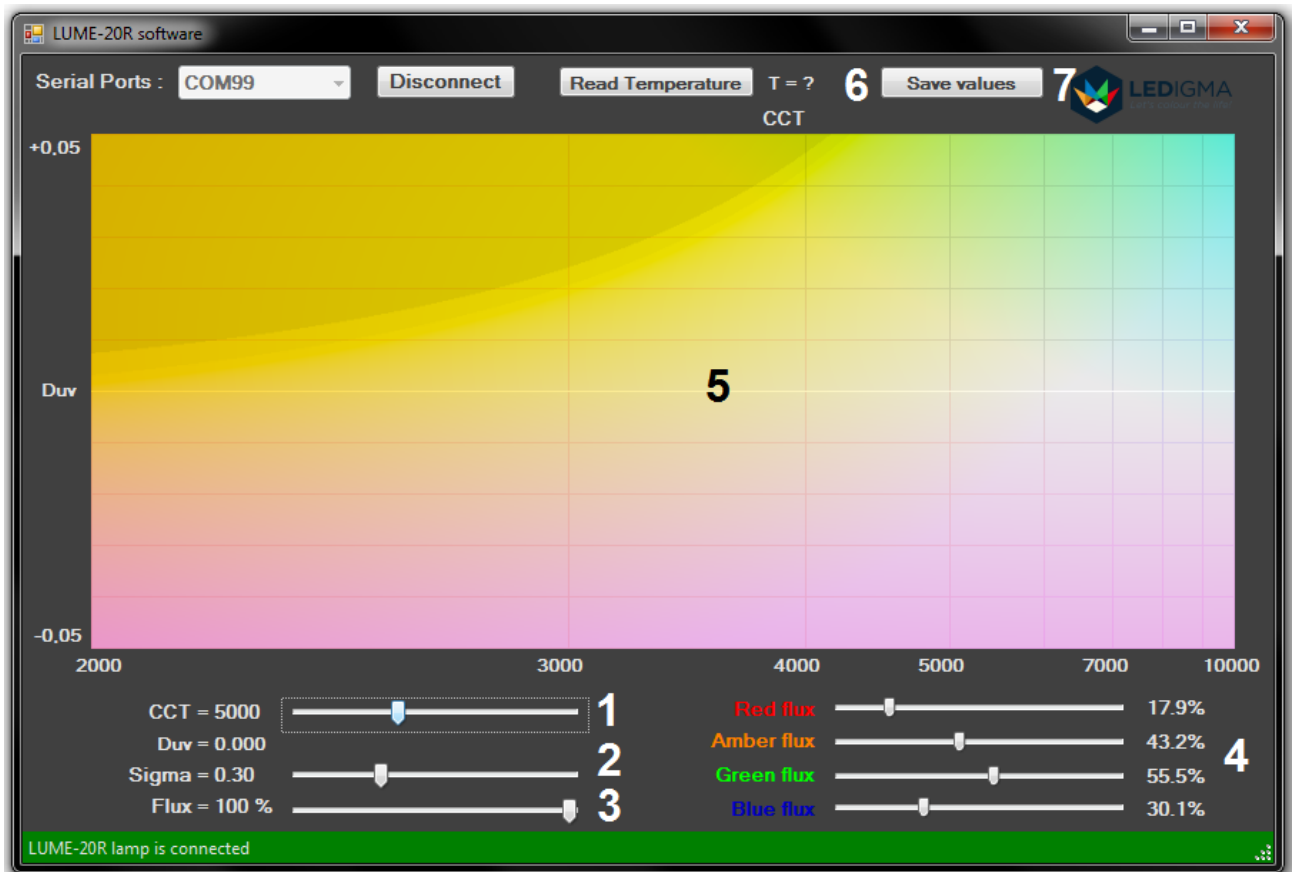 LUME-20R software
Serial Ports : COM99 Disconnect Read Temperature T = ? 6 Save values 7 LEDIGMA
CCT
+0,05
Duv
5
-0,05
2000 3000 4000 5000 7000 10000
CCT = 5000 1
Duv = 0.000
Sigma = 0.30 2
Flux = 100 % 3
Red flux 17.9%
Amber flux 43.2%
4
Green flux 55.5%
Blue flux 30.1%
LUME-20R lamp is connected